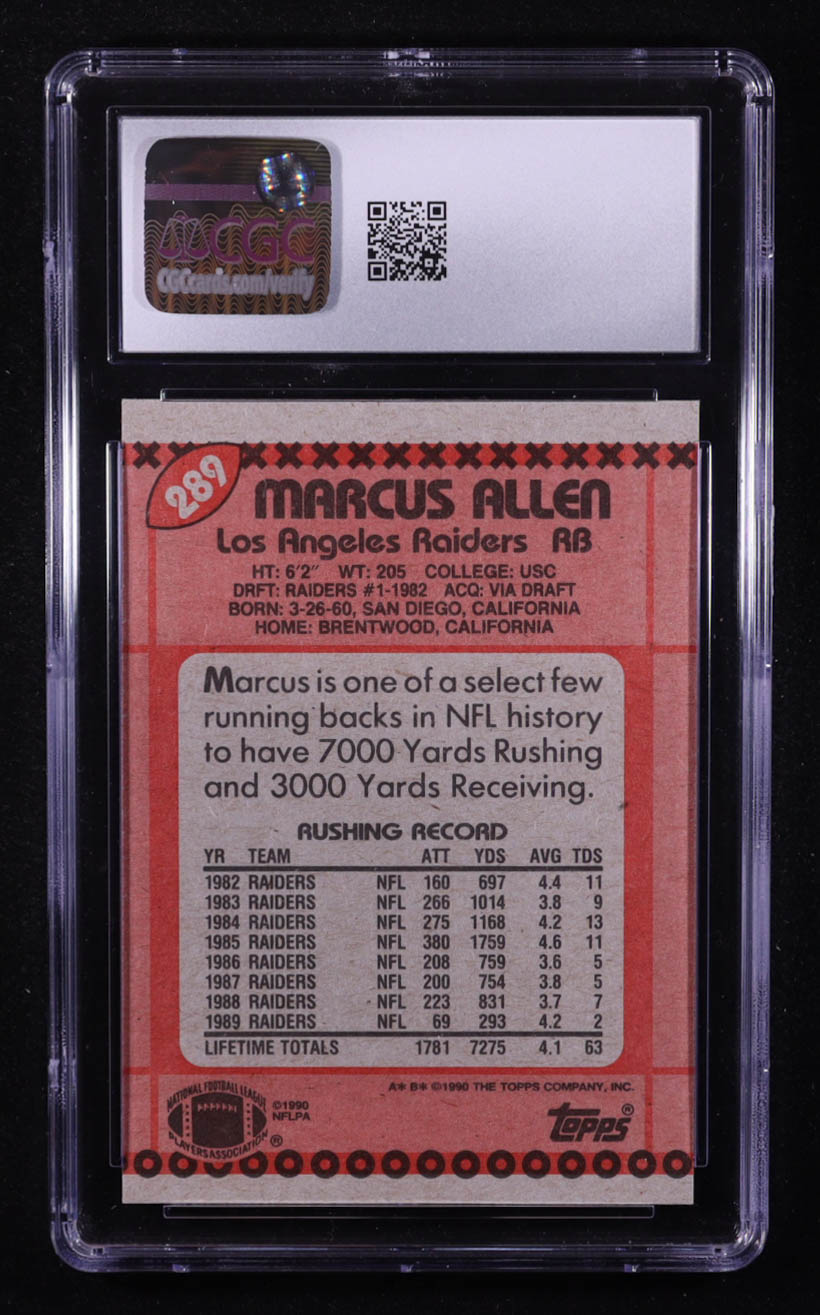 CGC
CGCcards.com/verify
289
MARCUS ALLEN
Los Angeles Raiders RB
HT: 6'2" WT: 205 COLLEGE: USC
DRFT: RAIDERS #1-1982 ACQ: VIA DRAFT
BORN: 3-26-60, SAN DIEGO, CALIFORNIA
HOME: BRENTWOOD, CALIFORNIA
Marcus is one of a select few
running backs in NFL history
to have 7000 Yards Rushing
and 3000 Yards Receiving.
RUSHING RECORD
YR TEAM ATT YDS AVG TDS
1982 RAIDERS NFL 160 697 4.4 11
1983 RAIDERS NFL 266 1014 3.8 9
1984 RAIDERS NFL 275 1168 4.2 13
1985 RAIDERS NFL 380 1759 4.6 11
1986 RAIDERS NFL 208 759 3.6 5
1987 RAIDERS NFL 200 754 3.8 5
1988 RAIDERS NFL 223 831 3.7 7
1989 RAIDERS NFL 69 293 4.2 2
LIFETIME TOTALS 1781 7275 4.1 63
A* B* ©1990 THE TOPPS COMPANY, INC.
NATIONAL FOOTBALL LEAGUE
PLAYERS ASSOCIATION ®
©1990
NFLPA
topps®